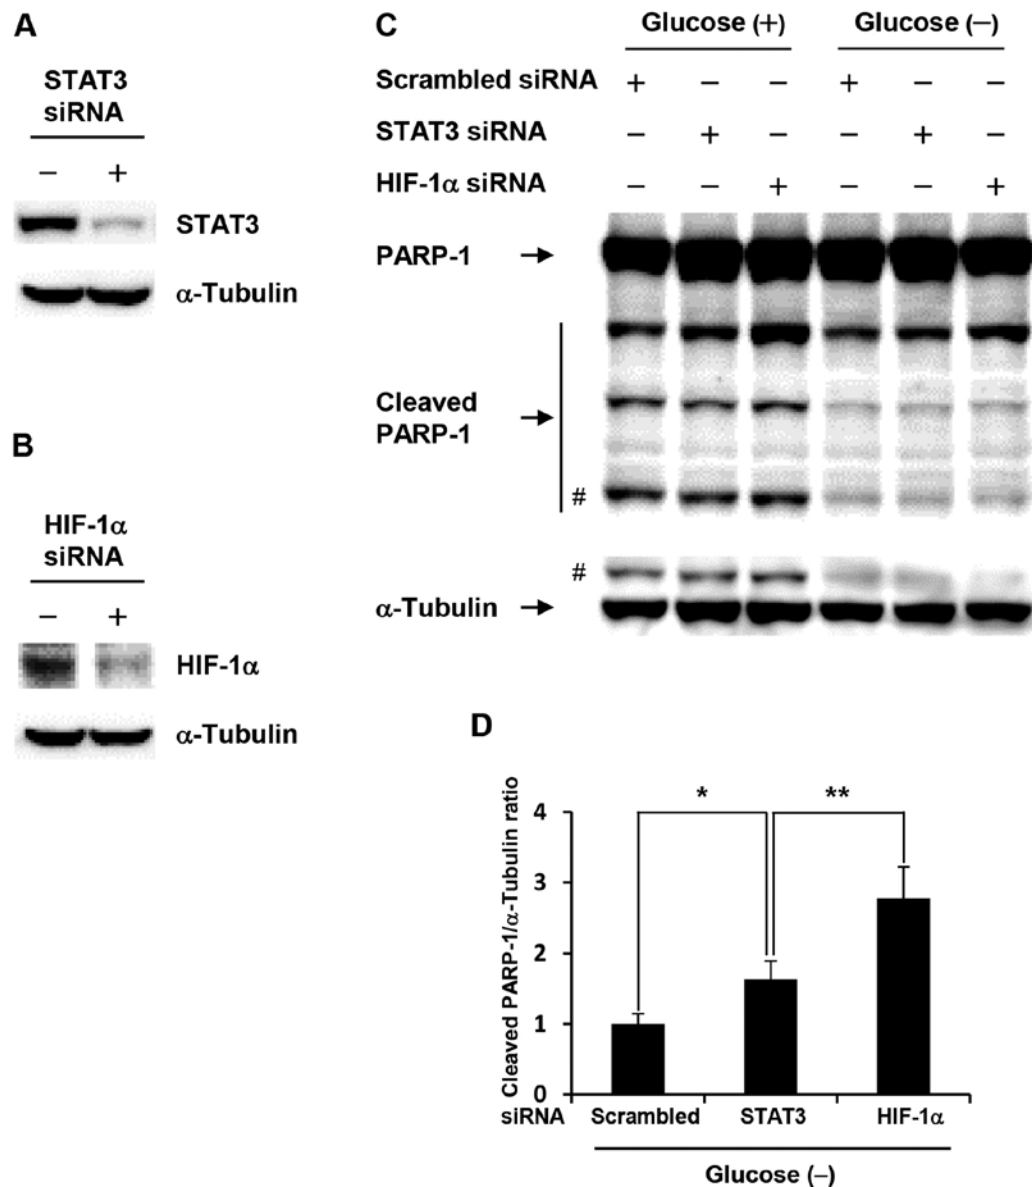 A
STAT3
siRNA
− +
STAT3
α-Tubulin
B
HIF-1α
siRNA
− +
HIF-1α
α-Tubulin
C
Glucose (+) Glucose (−)
Scrambled siRNA + − − + − −
STAT3 siRNA − + − − + −
HIF-1α siRNA − − + − − +
PARP-1
Cleaved
PARP-1
#
#
α-Tubulin
D
Cleaved PARP-1/α-Tubulin ratio
* **
4
3
2
1
0
siRNA Scrambled STAT3 HIF-1α
Glucose (−)